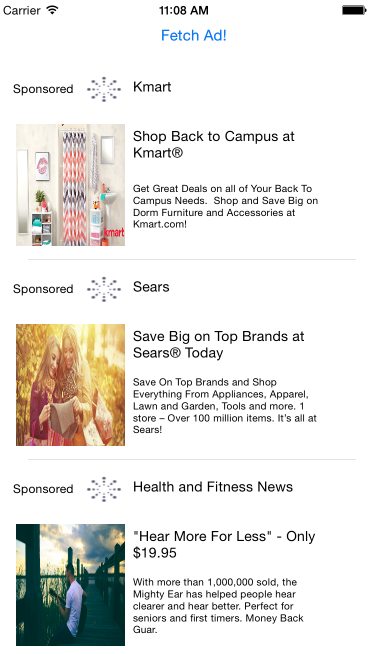 Carrier 11:08 AM
Fetch Ad!
Sponsored Kmart
Shop Back to Campus at
Kmart®
Get Great Deals on all of Your Back To
Campus Needs.  Shop and Save Big on
Dorm Furniture and Accessories at
Kmart.com!
kmart
Sponsored Sears
Save Big on Top Brands at
Sears® Today
Save On Top Brands and Shop
Everything From Appliances, Apparel,
Lawn and Garden, Tools and more. 1
store – Over 100 million items. It's all at
Sears!
Sponsored Health and Fitness News
"Hear More For Less" - Only
$19.95
With more than 1,000,000 sold, the
Mighty Ear has helped people hear
clearer and hear better. Perfect for
seniors and first timers. Money Back
Guar.